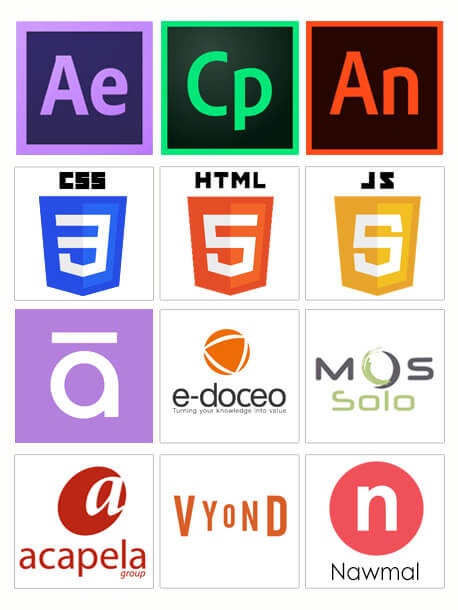 Ae
Cp
An
CSS
3
HTML
5
JS
5
ā
e-doceo
Turning your knowledge into value
MOS
Solo
a
acapela
group
VYOND
n
Nawmal